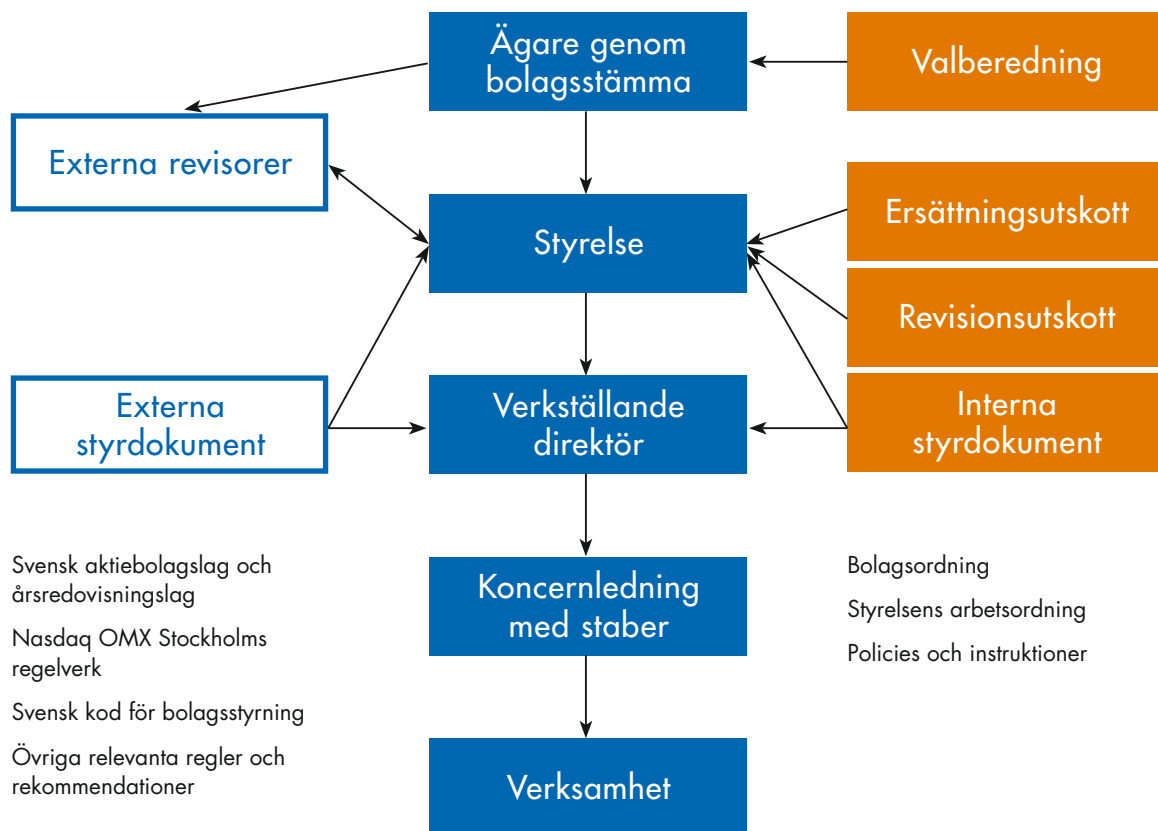 Ägare genom
bolagsstämma
Valberedning
Externa revisorer
Styrelse
Ersättningsutskott
Revisionsutskott
Externa
styrdokument
Verkställande
direktör
Interna
styrdokument
Svensk aktiebolagslag och
årsredovisningslag
Nasdaq OMX Stockholms
regelverk
Svensk kod för bolagsstyrning
Övriga relevanta regler och
rekommendationer
Koncernledning
med staber
Bolagsordning
Styrelsens arbetsordning
Policies och instruktioner
Verksamhet